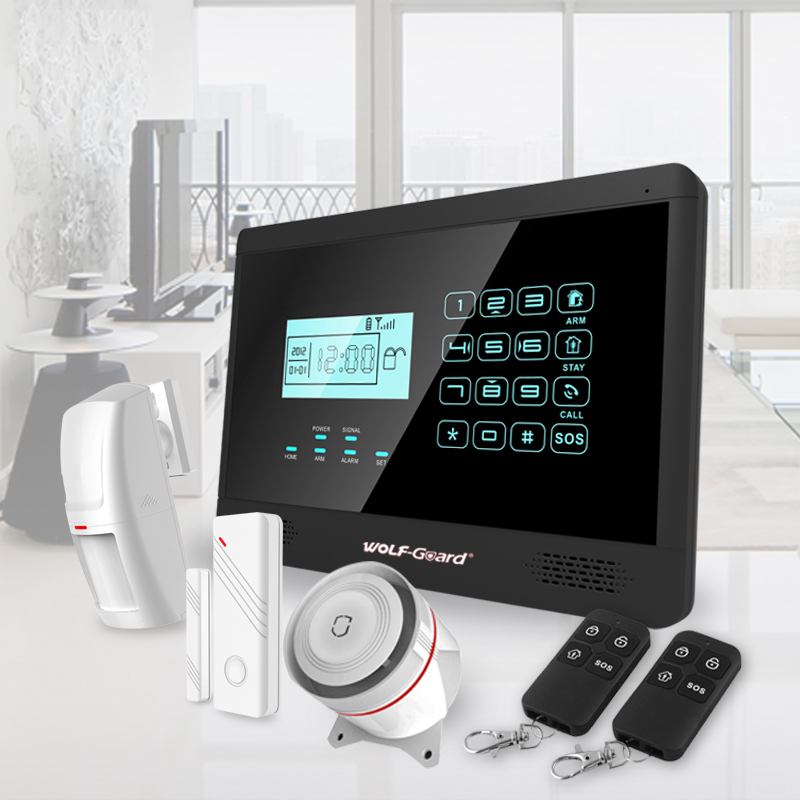 2012
01-01
12:00
1 2 3
ARM
4 5 6
STAY
7 8 9
CALL
* 0 # SOS
POWER SIGNAL
HOME ARM ALARM SET
WOLF-Guard®
SOS
SOS